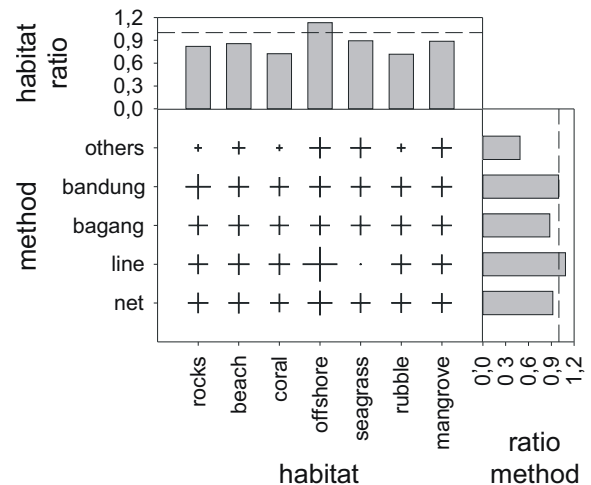 habitat
ratio
1,2
0,9
0,6
0,3
0,0
method
others
bandung
bagang
line
net
rocks
beach
coral
offshore
seagrass
rubble
mangrove
habitat
0,0
0 3
0,6
0,9
1,2
ratio
method